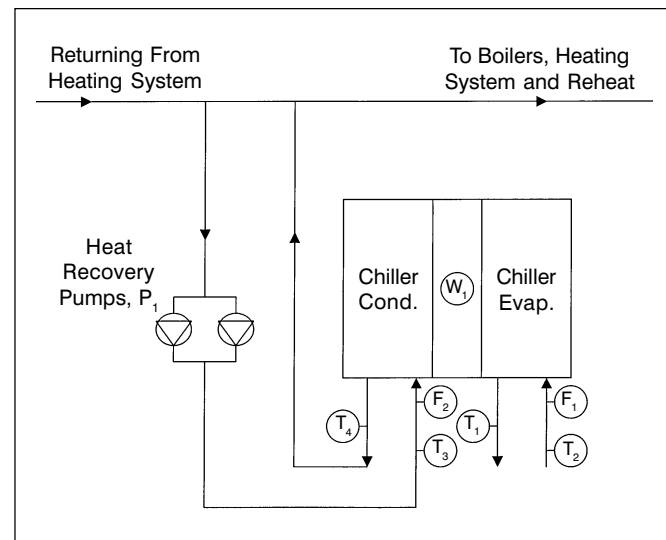 Returning From
Heating System
To Boilers, Heating
System and Reheat
Heat
Recovery
Pumps, P₁
Chiller
Cond.
W₁
Chiller
Evap.
T₄
F₂
T₃
T₁
F₁
T₂